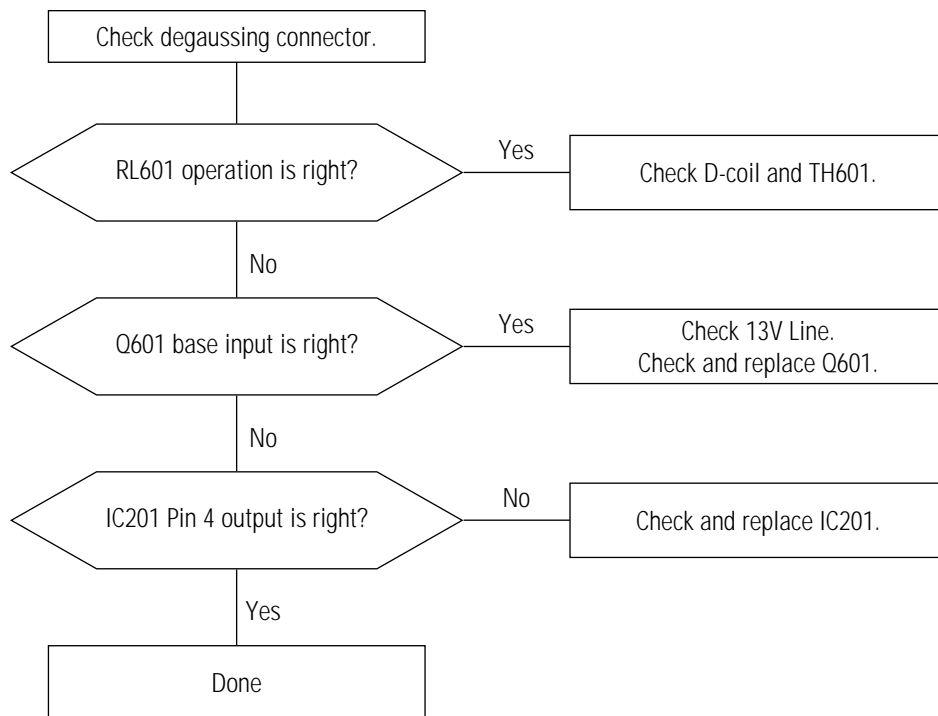 Check degaussing connector.
RL601 operation is right?
Yes
Check D-coil and TH601.
No
Q601 base input is right?
Yes
Check 13V Line.
Check and replace Q601.
No
IC201 Pin 4 output is right?
No
Check and replace IC201.
Yes
Done